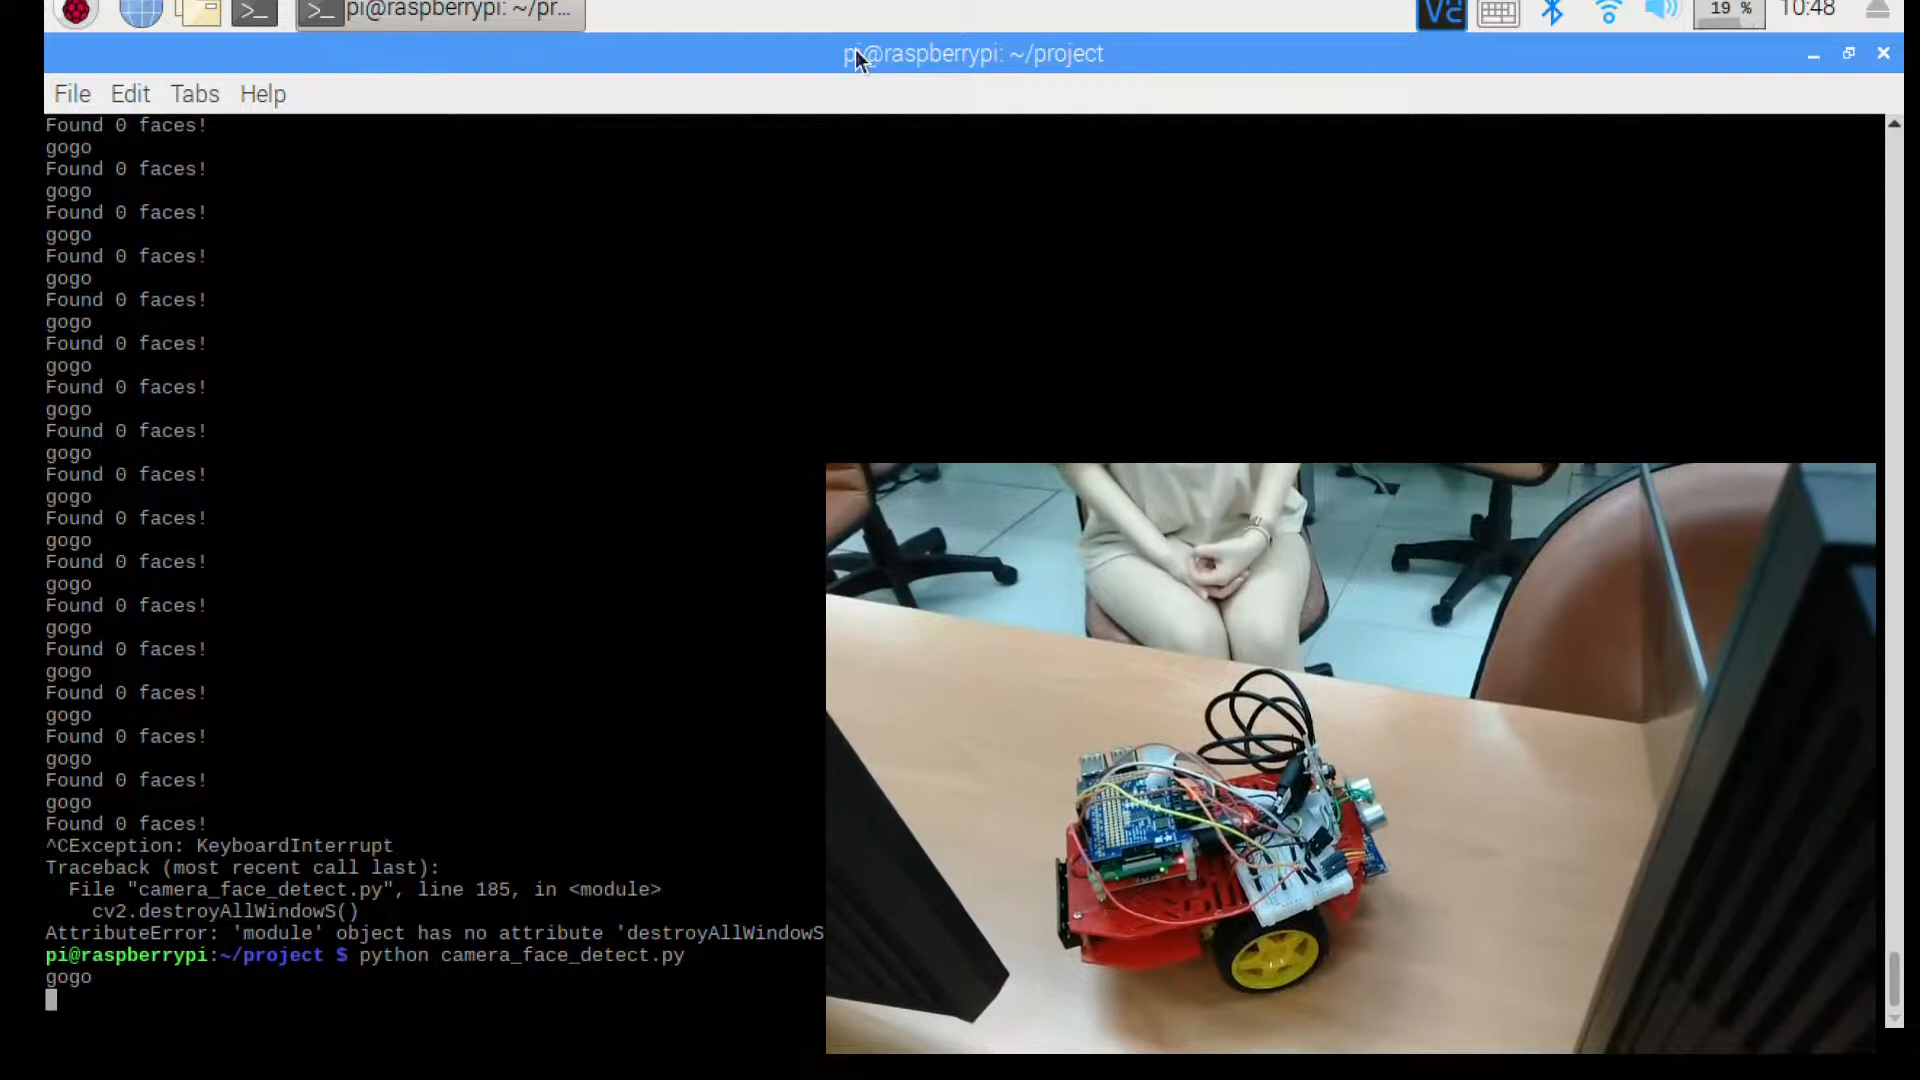 pi@raspberrypi: ~/pr...
19 %
10:48
pi@raspberrypi: ~/project
File Edit Tabs Help
Found 0 faces!
gogo
Found 0 faces!
gogo
Found 0 faces!
gogo
Found 0 faces!
gogo
Found 0 faces!
gogo
Found 0 faces!
gogo
Found 0 faces!
gogo
Found 0 faces!
gogo
Found 0 faces!
gogo
Found 0 faces!
gogo
Found 0 faces!
gogo
Found 0 faces!
gogo
Found 0 faces!
gogo
Found 0 faces!
gogo
Found 0 faces!
gogo
Found 0 faces!
gogo
Found 0 faces!
^CException: KeyboardInterrupt
Traceback (most recent call last):
File "camera_face_detect.py", line 185, in <module>
cv2.destroyAllWindowS()
AttributeError: 'module' object has no attribute 'destroyAllWindowS
pi@raspberrypi:~/project $ python camera_face_detect.py
gogo